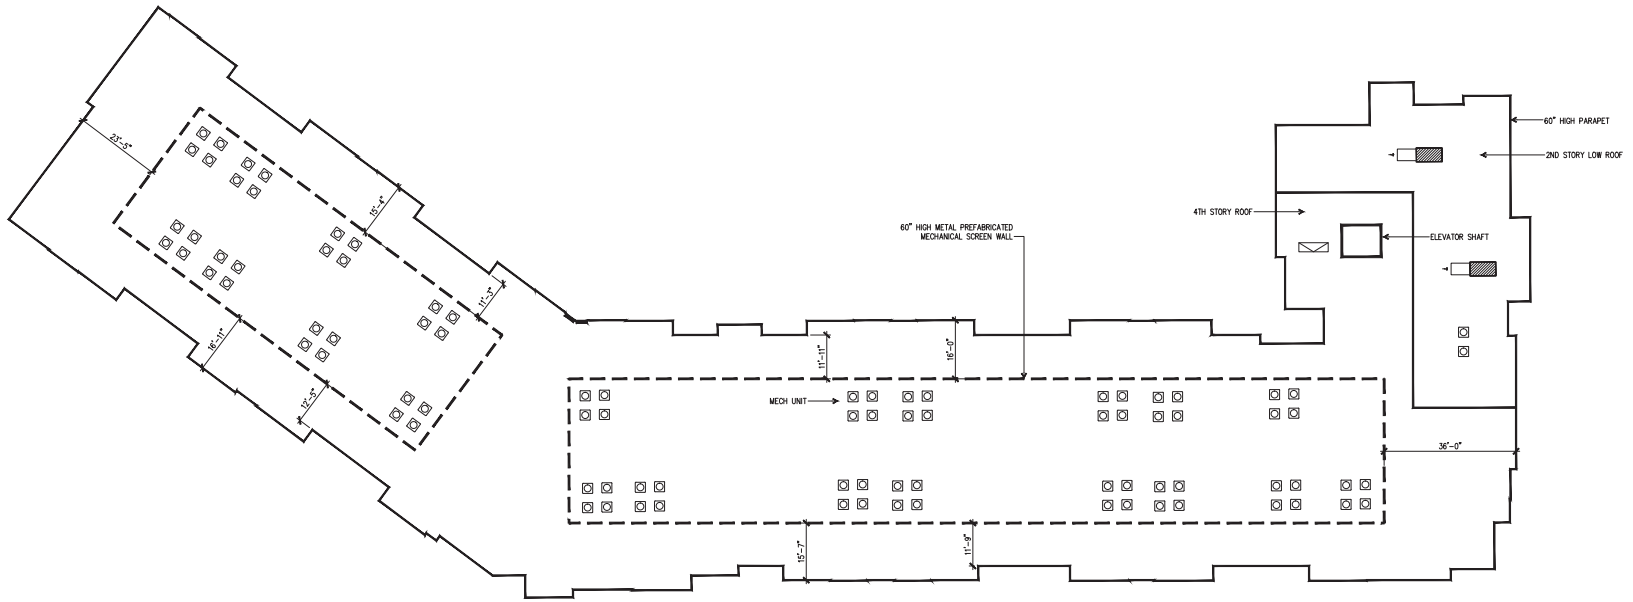 60" HIGH PARAPET
23'-5"
2ND STORY LOW ROOF
15'-4"
4TH STORY ROOF
60" HIGH METAL PREFABRICATED
MECHANICAL SCREEN WALL
ELEVATOR SHAFT
11'-3"
16'-11"
11'-11"
16'-0"
12'-5"
MECH UNIT
36'-0"
15'-7"
11'-9"